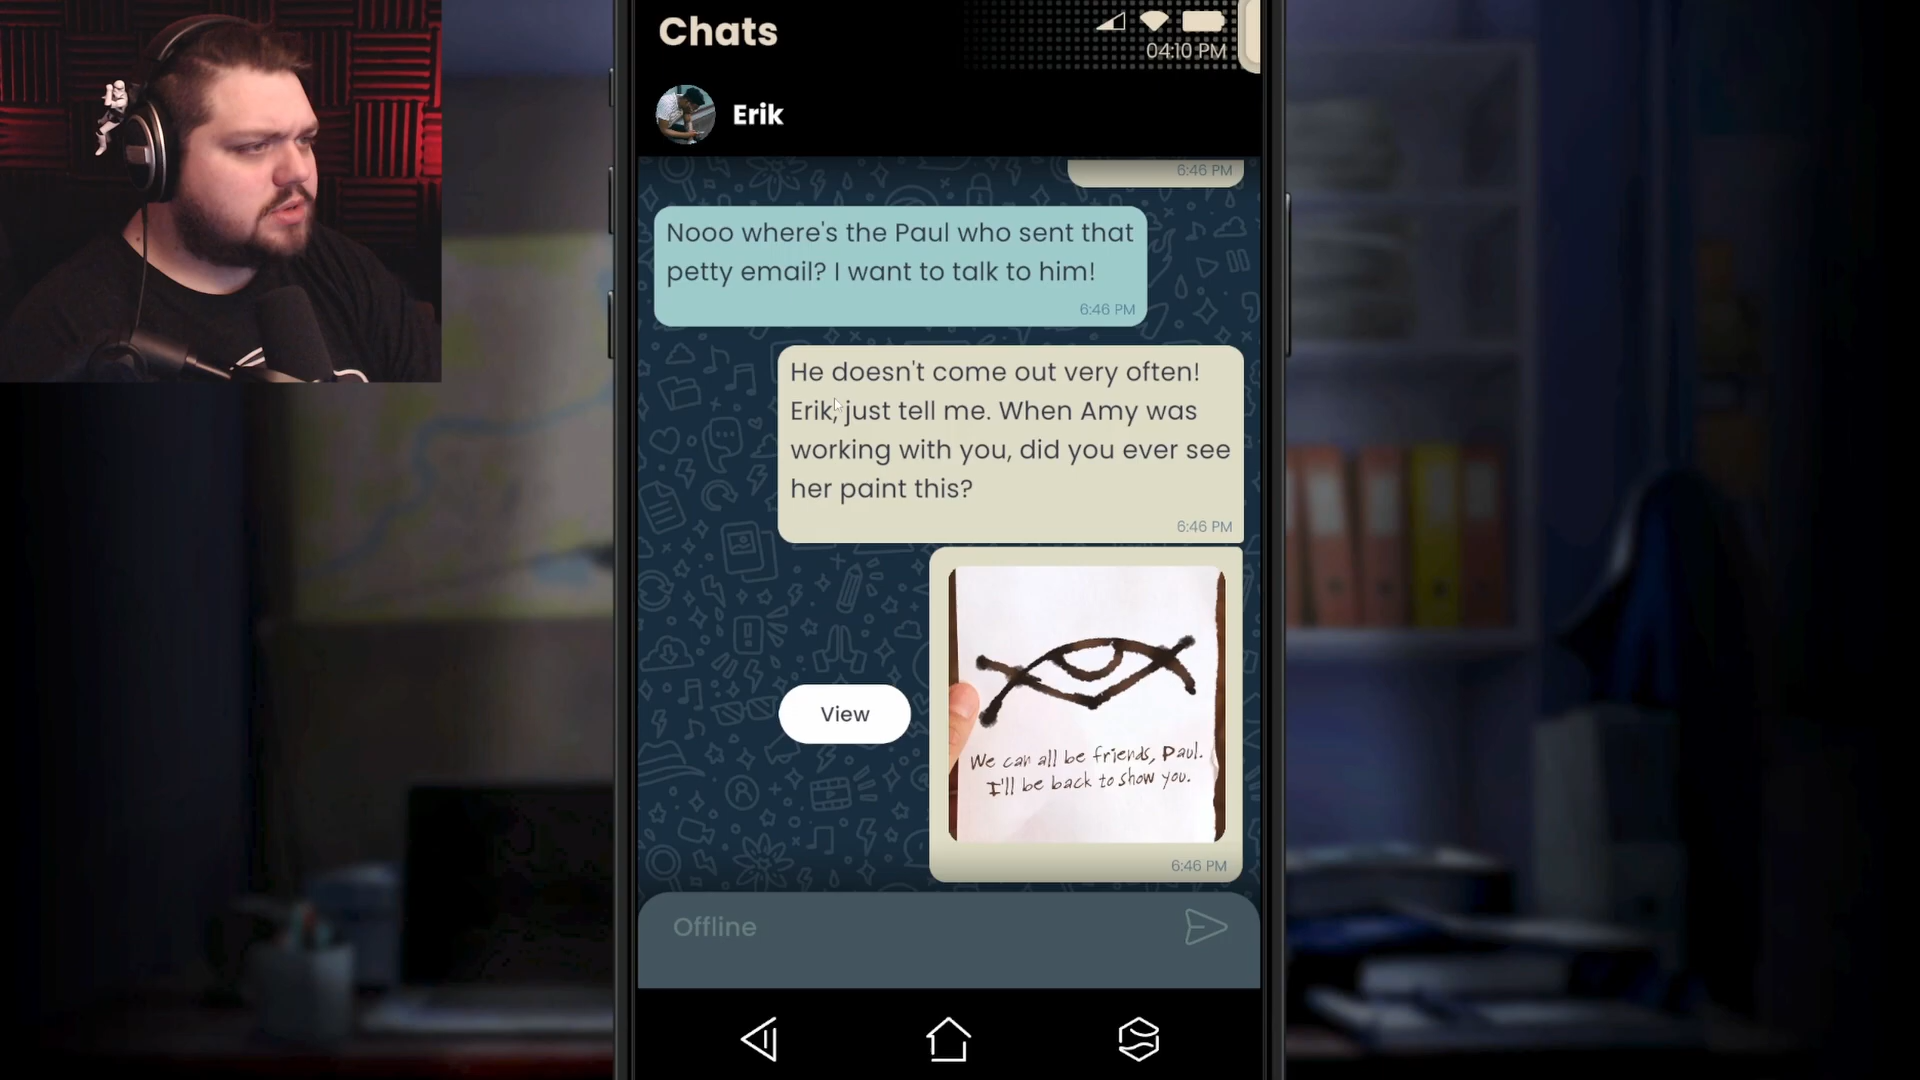 Chats
04:10 PM
Erik
6:46 PM
Nooo where's the Paul who sent that
petty email? I want to talk to him!
6:46 PM
He doesn't come out very often!
Erik, just tell me. When Amy was
working with you, did you ever see
her paint this?
6:46 PM
View
We can all be friends, Paul.
I'll be back to show you.
6:46 PM
Offline